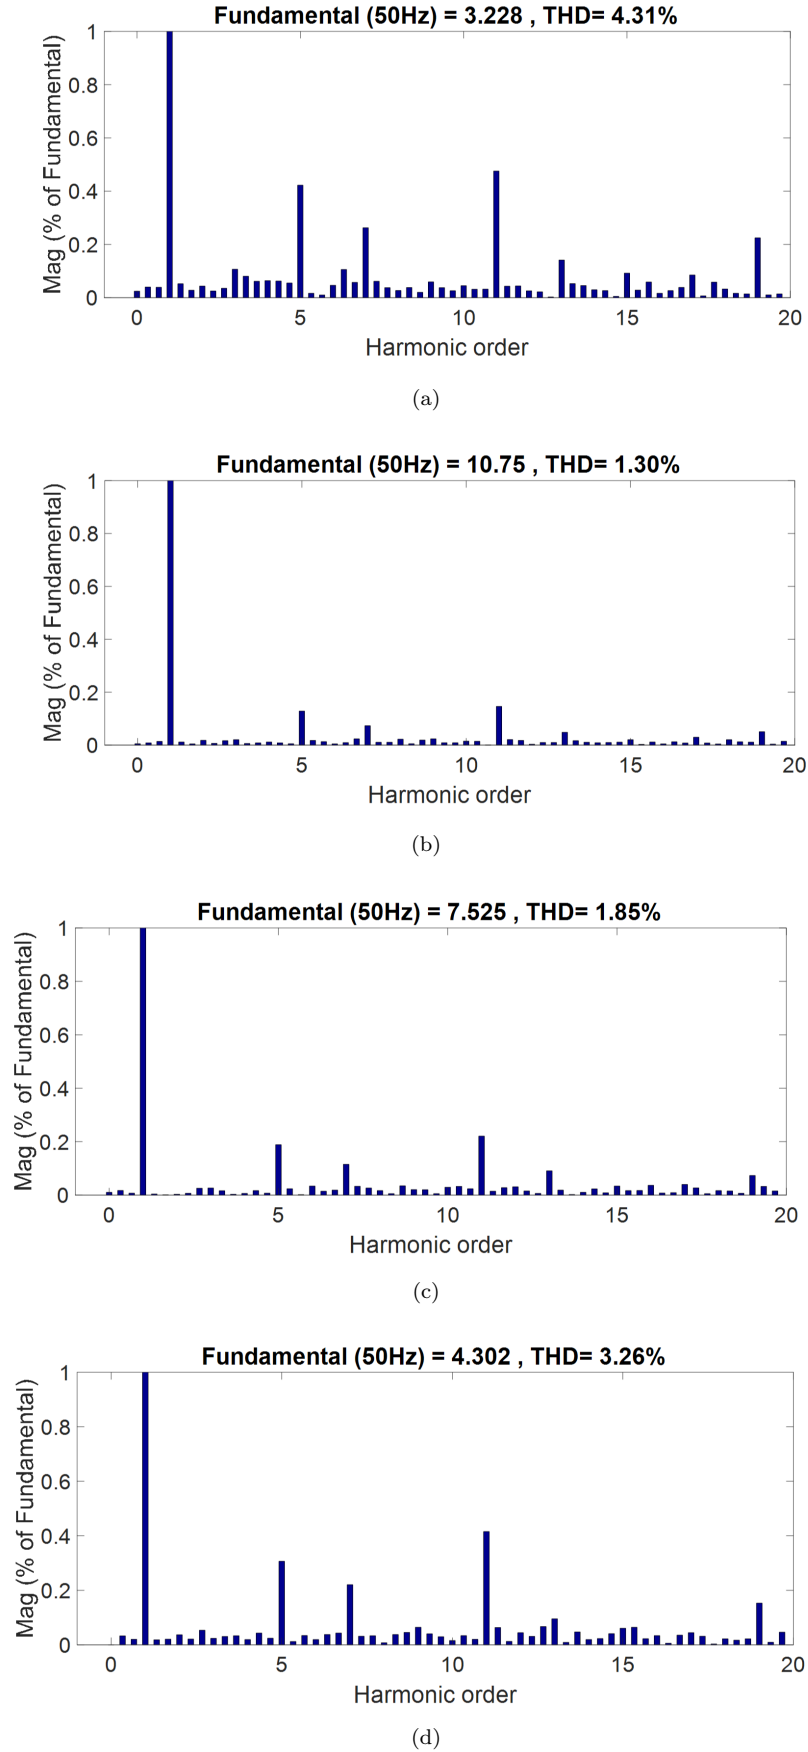 Fundamental (50Hz) = 3.228 , THD= 4.31%
Mag (% of Fundamental)
1
0.8
0.6
0.4
0.2
0
0 5 10 15 20
Harmonic order
(a)
Fundamental (50Hz) = 10.75 , THD= 1.30%
Mag (% of Fundamental)
1
0.8
0.6
0.4
0.2
0
0 5 10 15 20
Harmonic order
(b)
Fundamental (50Hz) = 7.525 , THD= 1.85%
Mag (% of Fundamental)
1
0.8
0.6
0.4
0.2
0
0 5 10 15 20
Harmonic order
(c)
Fundamental (50Hz) = 4.302 , THD= 3.26%
Mag (% of Fundamental)
1
0.8
0.6
0.4
0.2
0
0 5 10 15 20
Harmonic order
(d)